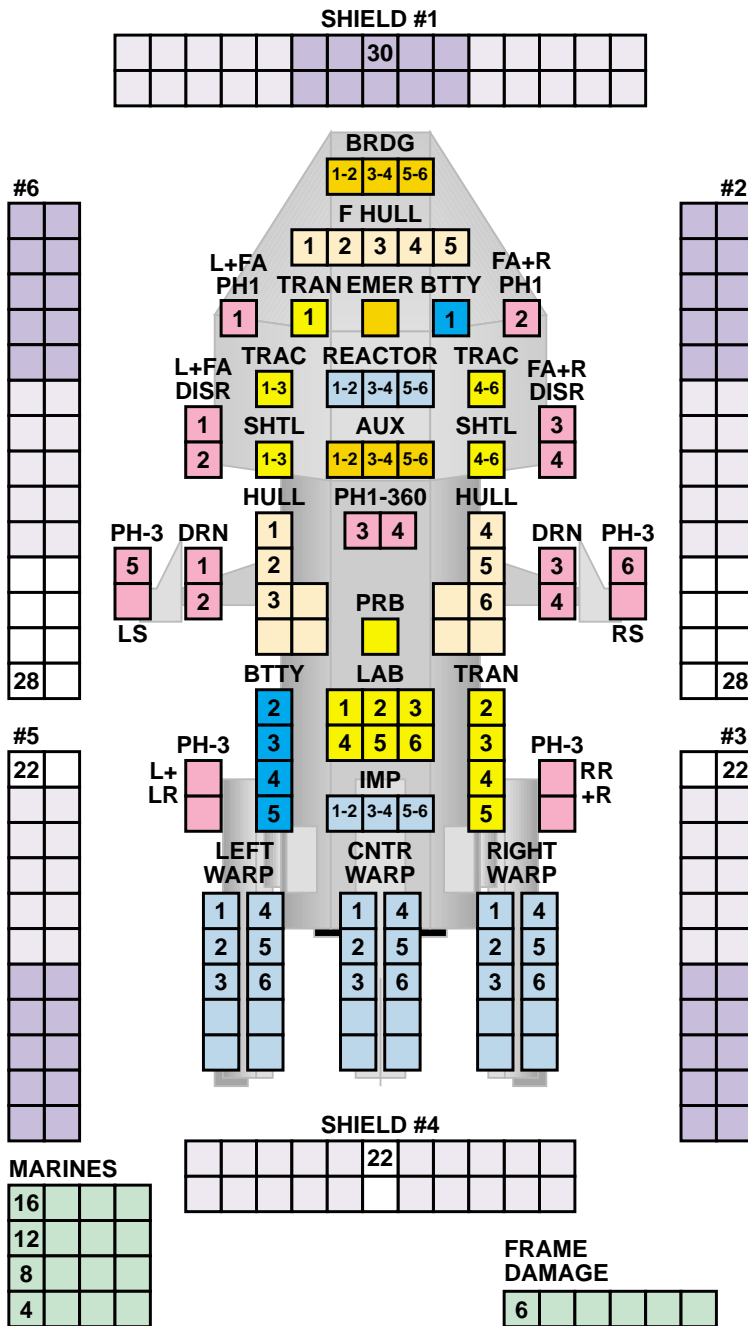 SHIELD #1
30
BRDG
1-2 3-4 5-6
#6
#2
F HULL
1 2 3 4 5
L+FA PH1
TRAN EMER BTTY
FA+R PH1
1 1 1 2
L+FA DISR
TRAC REACTOR TRAC
FA+R DISR
1-3 1-2 3-4 5-6 4-6
1 3
2 4
SHTL AUX SHTL
1-3 1-2 3-4 5-6 4-6
HULL PH1-360 HULL
1 3 4 4
PH-3 DRN 2 5 DRN PH-3
5 1 3 6
2 3 6 4
LS PRB RS
28 28
BTTY LAB TRAN
2 1 2 3 2
3 4 5 6 3
#5 #3
22 22
PH-3 PH-3
L+ LR
RR +R
4 IMP 4
5 1-2 3-4 5-6 5
LEFT WARP
CNTR WARP
RIGHT WARP
1 4 1 4 1 4
2 5 2 5 2 5
3 6 3 6 3 6
SHIELD #4
22
MARINES
16
12
8
4
FRAME
DAMAGE
6